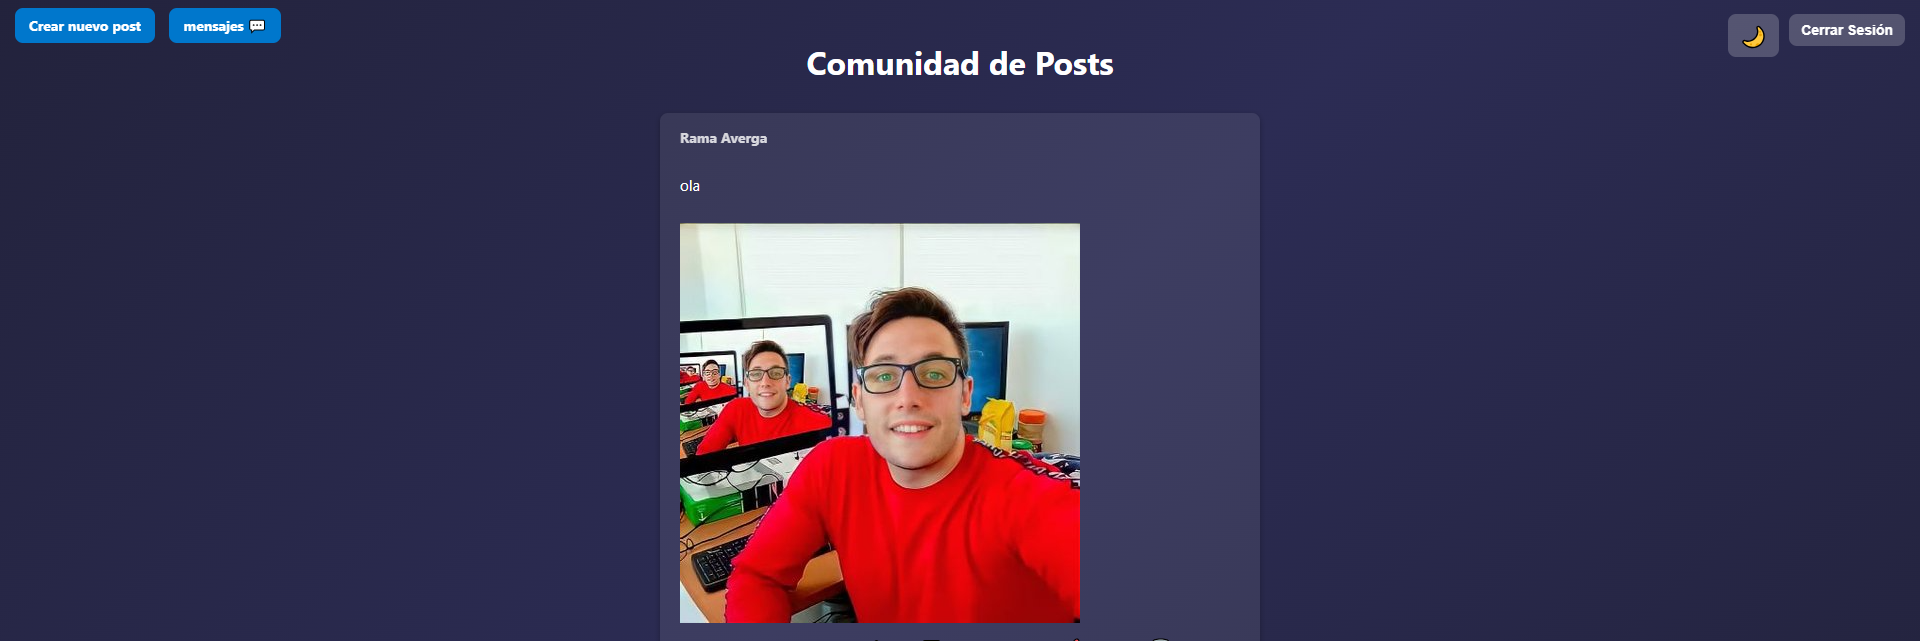 Crear nuevo post
mensajes 💬
🌙
Cerrar Sesión
Comunidad de Posts
Rama Averga
ola